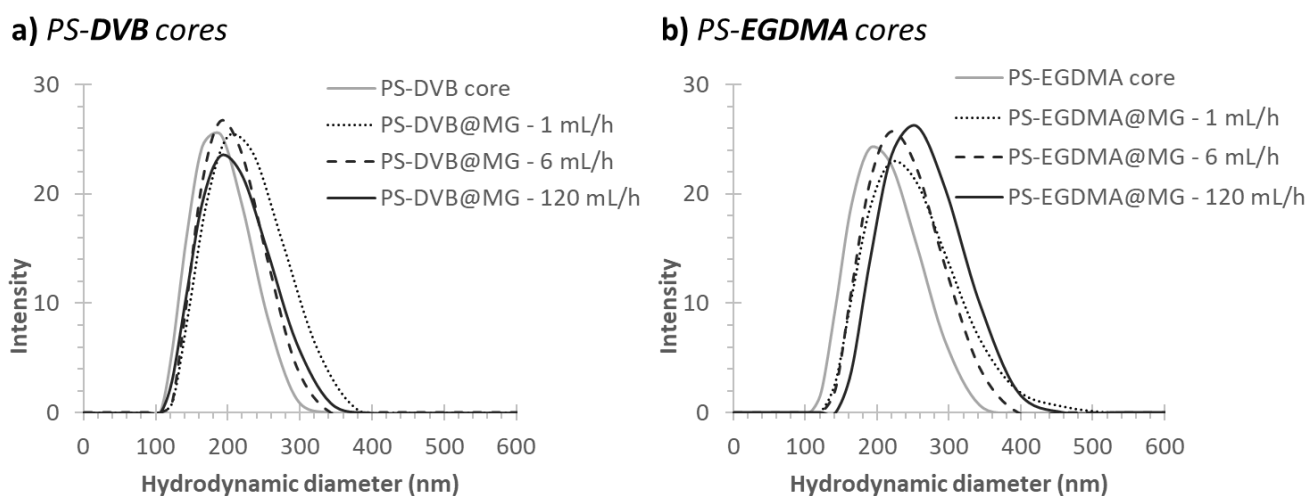 a) PS-DVB cores
30
20
10
0
Intensity
0 100 200 300 400 500 600
Hydrodynamic diameter (nm)
PS-DVB core
PS-DVB@MG - 1 mL/h
PS-DVB@MG - 6 mL/h
PS-DVB@MG - 120 mL/h
b) PS-EGDMA cores
30
20
10
0
Intensity
0 100 200 300 400 500 600
Hydrodynamic diameter (nm)
PS-EGDMA core
PS-EGDMA@MG - 1 mL/h
PS-EGDMA@MG - 6 mL/h
PS-EGDMA@MG - 120 mL/h